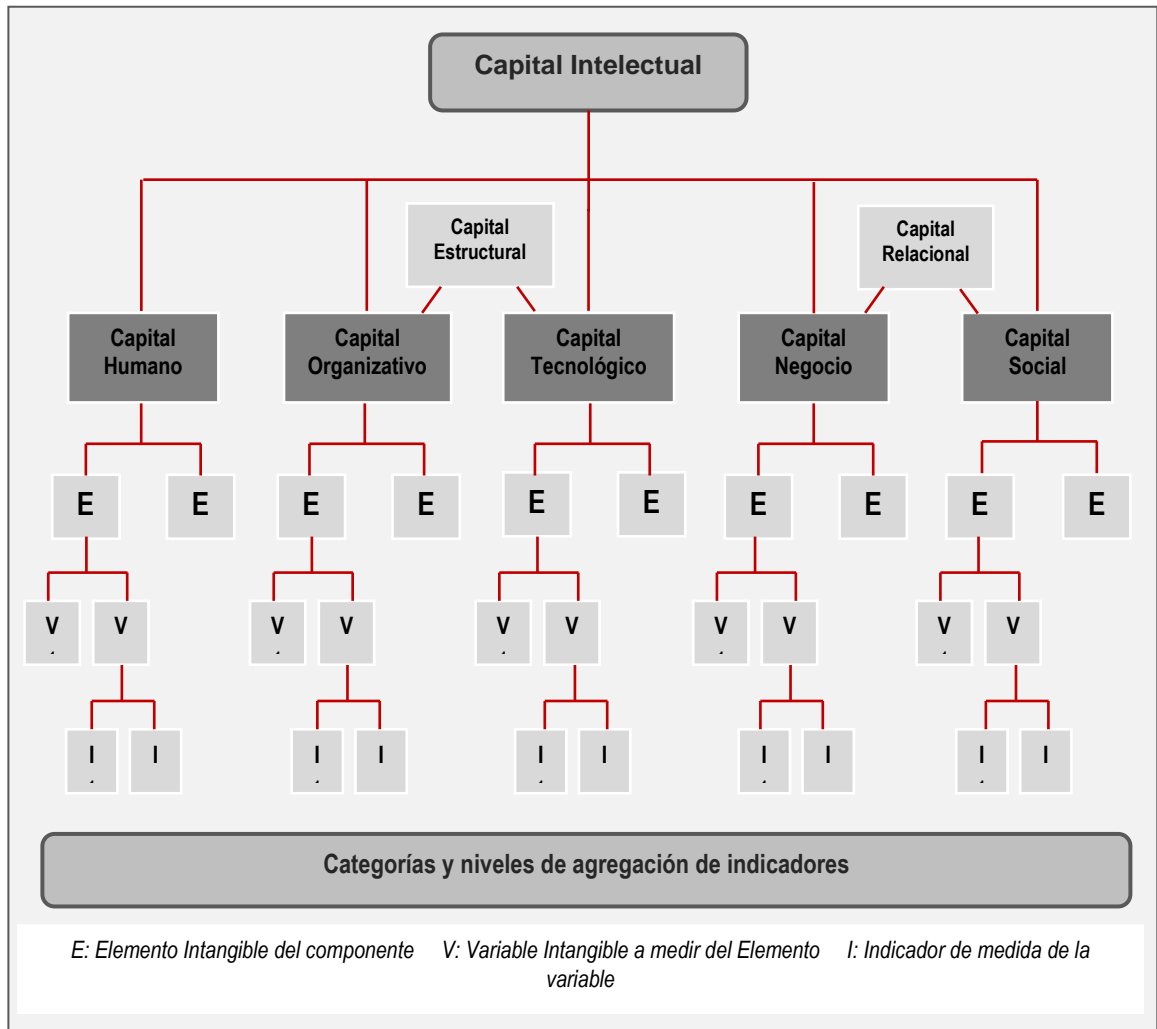 Capital Intelectual
Capital
Estructural
Capital
Relacional
Capital
Humano
Capital
Organizativo
Capital
Tecnológico
Capital
Negocio
Capital
Social
E
E
E
E
E
E
E
E
E
E
V
V
V
V
V
V
V
V
V
V
I
I
I
I
I
I
I
I
I
I
Categorías y niveles de agregación de indicadores
E: Elemento Intangible del componente V: Variable Intangible a medir del Elemento I: Indicador de medida de la
variable